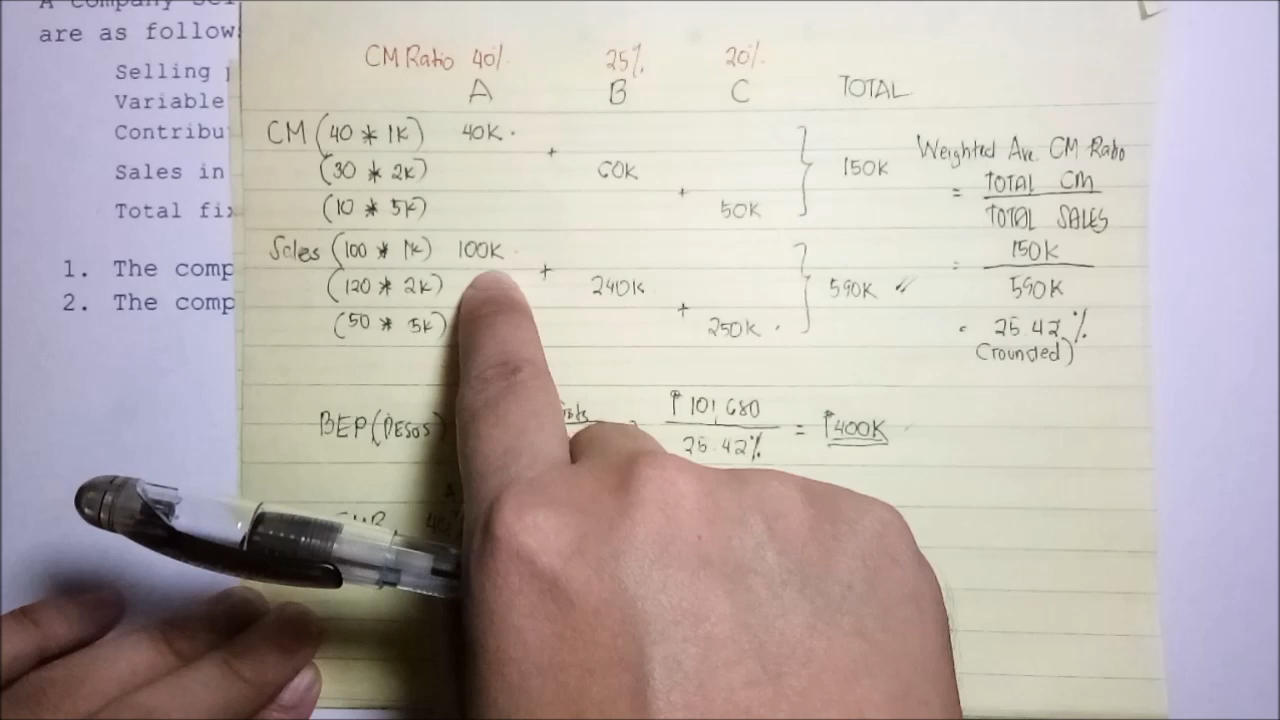 A company sel
are as follow
Selling
Variable
Contribu
Sales in
Total fix
1. The comp
2. The comp
CM Ratio 40% 25% 20%
A B C TOTAL
CM (40 * 1K) 40K + 150K
(30 * 2K) 60K +
(10 * 5K) 50K
Sales (100 * 1K) 100K + 590K
(120 * 2K) 240K +
(50 * 5K) 250K
Weighted Ave. CM Ratio
= TOTAL CM
TOTAL SALES
= 150K
590K
25.42%
(rounded)
BEP (PESOS) ₱101,680 = ₱400K
25.42%